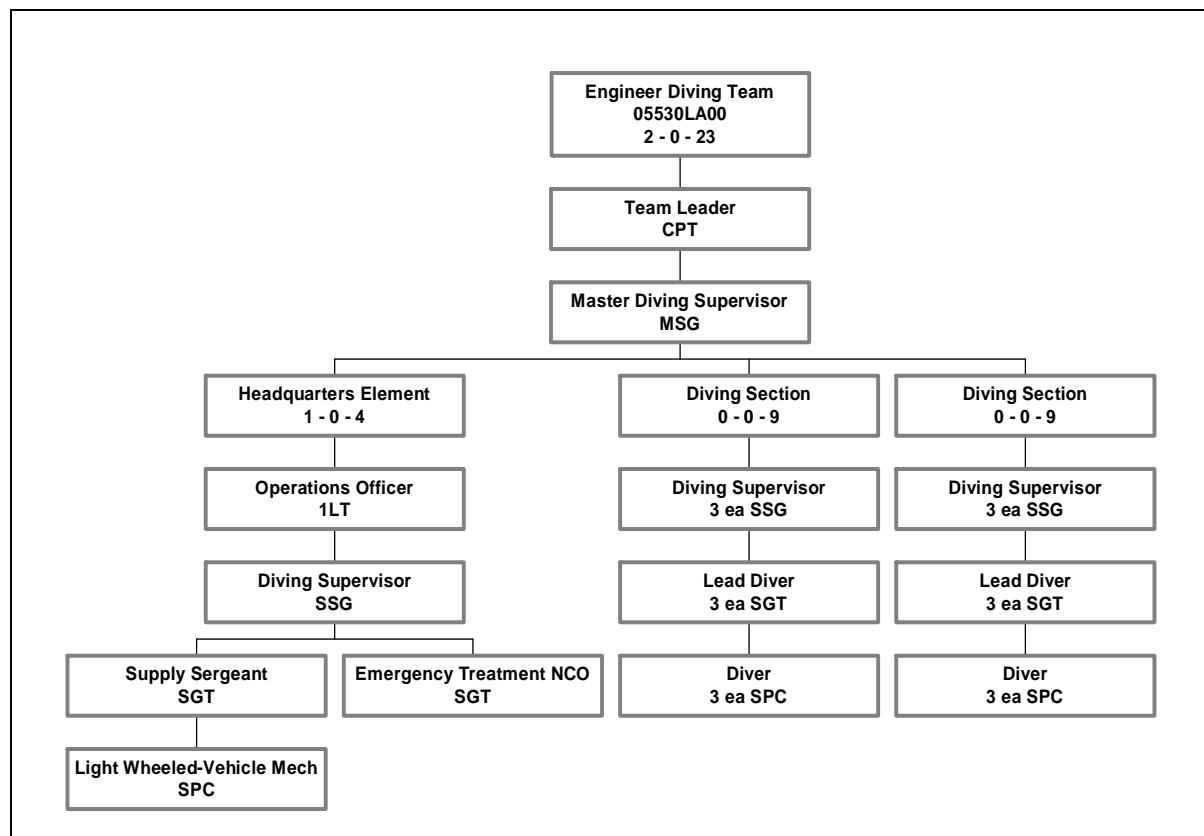 Engineer Diving Team
05530LA00
2 - 0 - 23
Team Leader
CPT
Master Diving Supervisor
MSG
Headquarters Element
1 - 0 - 4
Diving Section
0 - 0 - 9
Diving Section
0 - 0 - 9
Operations Officer
1LT
Diving Supervisor
3 ea SSG
Diving Supervisor
3 ea SSG
Diving Supervisor
SSG
Lead Diver
3 ea SGT
Lead Diver
3 ea SGT
Supply Sergeant
SGT
Emergency Treatment NCO
SGT
Diver
3 ea SPC
Diver
3 ea SPC
Light Wheeled-Vehicle Mech
SPC